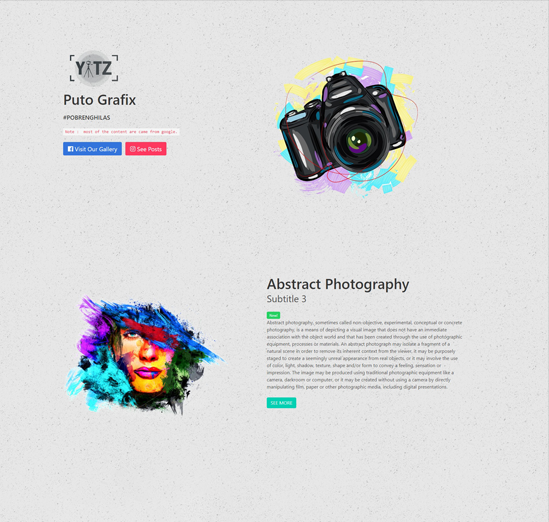 YITZ
Puto Grafix
#POBRENGHILAS
Note : most of the content are came from google.
Visit Our Gallery
See Posts
Abstract Photography
Subtitle 3
New!
Abstract photography, sometimes called non-objective, experimental, conceptual or concrete
photography, is a means of depicting a visual image that does not have an immediate
association with the object world and that has been created through the use of photographic
equipment, processes or materials. An abstract photograph may isolate a fragment of a
natural scene in order to remove its inherent context from the viewer, it may be purposely
staged to create a seemingly unreal appearance from real objects, or it may involve the use
of color, light, shadow, texture, shape and/or form to convey a feeling, sensation or
impression. The image may be produced using traditional photographic equipment like a
camera, darkroom or computer, or it may be created without using a camera by directly
manipulating film, paper or other photographic media, including digital presentations.
SEE MORE